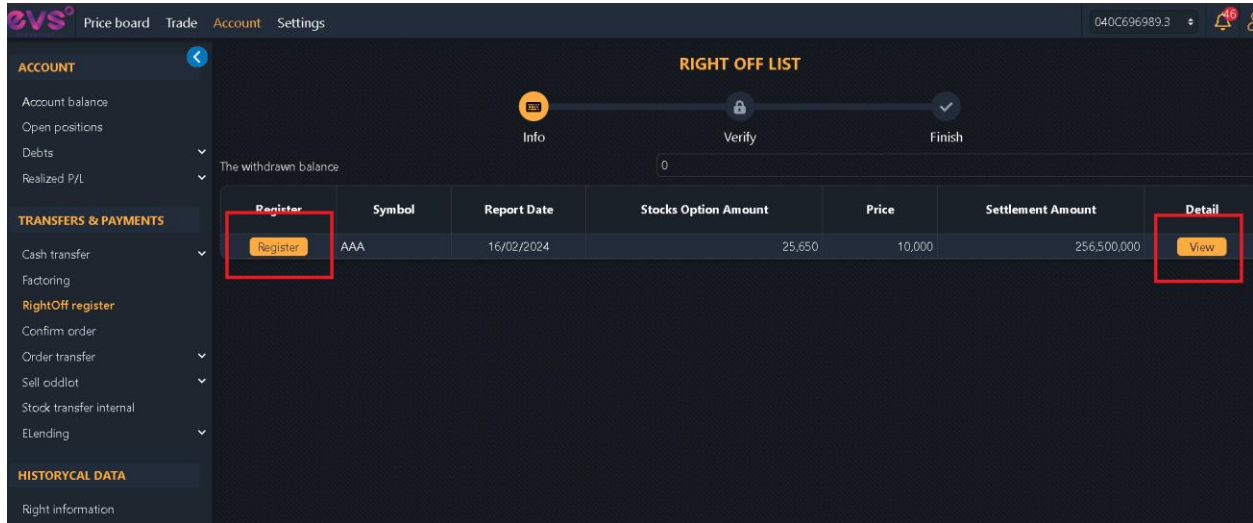 evs Price board Trade Account Settings 040C696989.3 46
ACCOUNT
Account balance
Open positions
Debts
Realized P/L
TRANSFERS & PAYMENTS
Cash transfer
Factoring
RightOff register
Confirm order
Order transfer
Sell oddlot
Stock transfer internal
ELending
HISTORYCAL DATA
Right information
RIGHT OFF LIST
Info Verify Finish
The withdrawn balance 0
Register Symbol Report Date Stocks Option Amount Price Settlement Amount Detail
Register AAA 16/02/2024 25,650 10,000 256,500,000 View